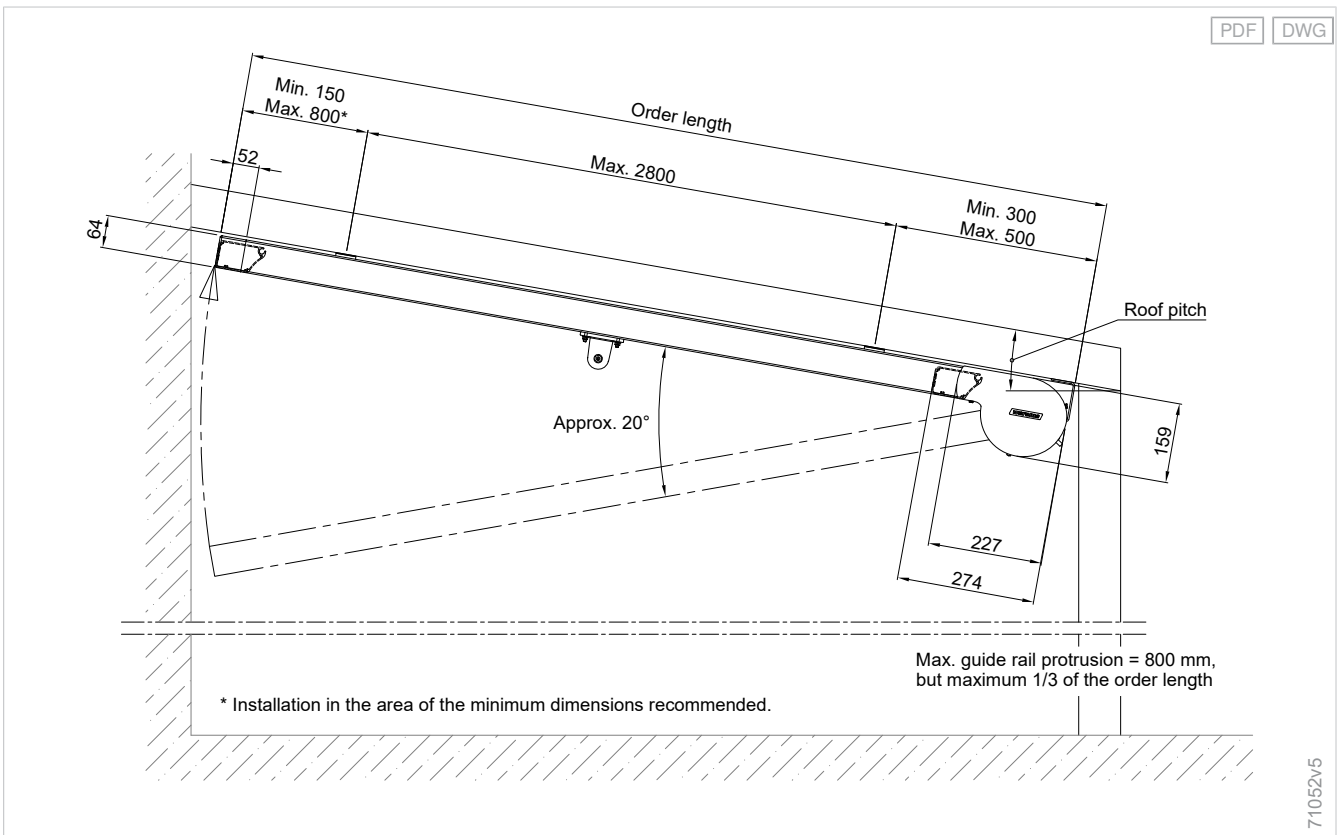 PDF
DWG
Min. 150
Max. 800*
Order length
52
Max. 2800
Min. 300
Max. 500
64
Roof pitch
Approx. 20°
159
227
274
Max. guide rail protrusion = 800 mm,
but maximum 1/3 of the order length
* Installation in the area of the minimum dimensions recommended.
71052v5